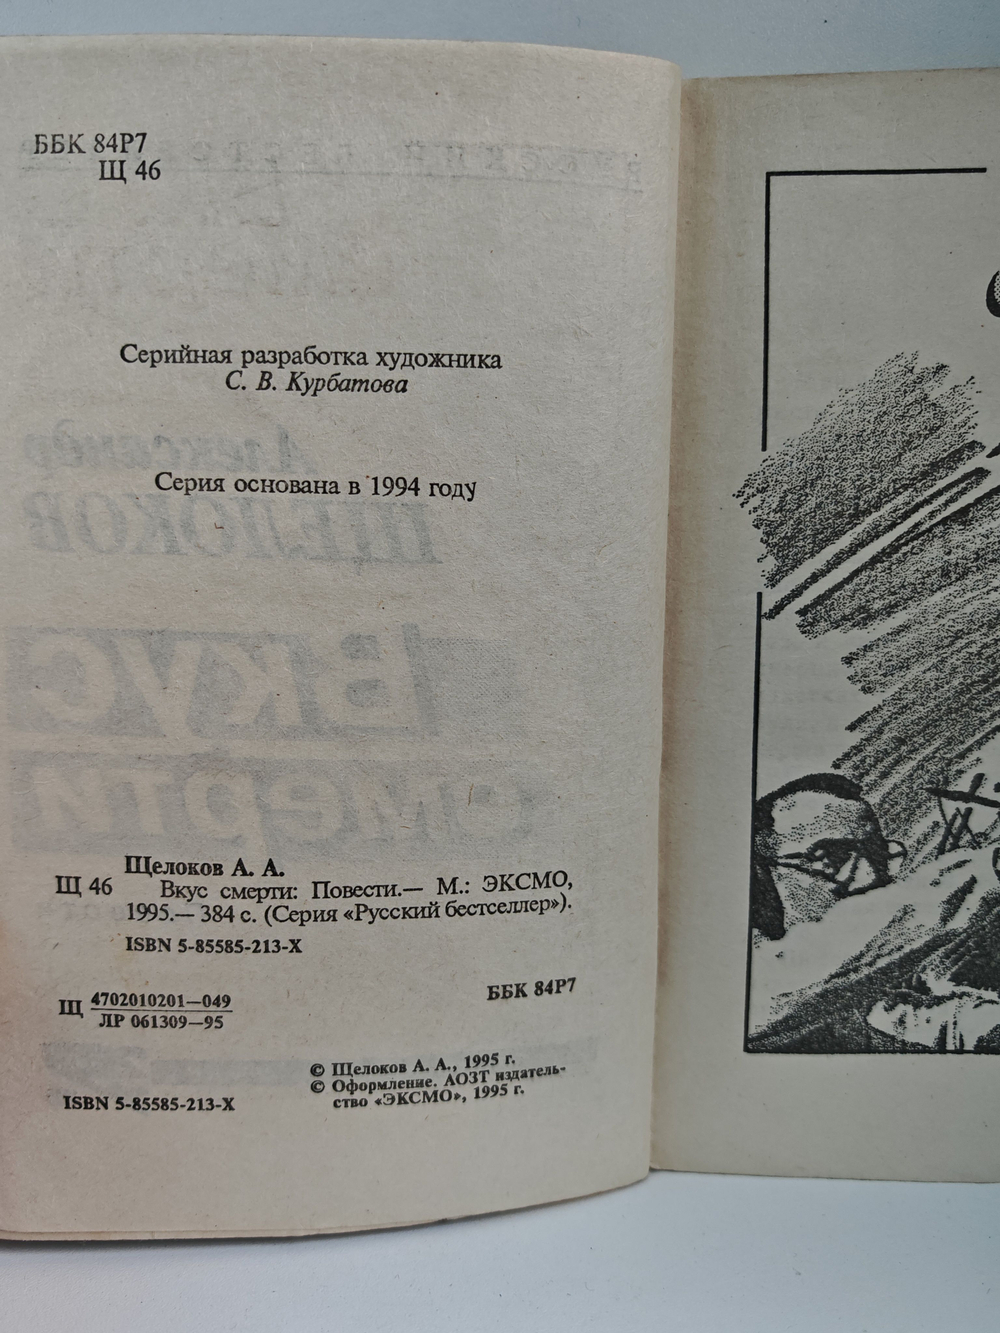 ББК 84Р7
Щ 46
Серийная разработка художника
С. В. Курбатова
Серия основана в 1994 году
Щелоков А. А.
Щ 46 Вкус смерти: Повести.— М.: ЭКСМО,
1995.— 384 с. (Серия «Русский бестселлер»).
ISBN 5-85585-213-X
Щ 4702010201—049
ЛР 061309—95
ББК 84Р7
© Щелоков А. А., 1995 г.
© Оформление. АОЗТ издатель-
ство «ЭКСМО», 1995 г.
ISBN 5-85585-213-X